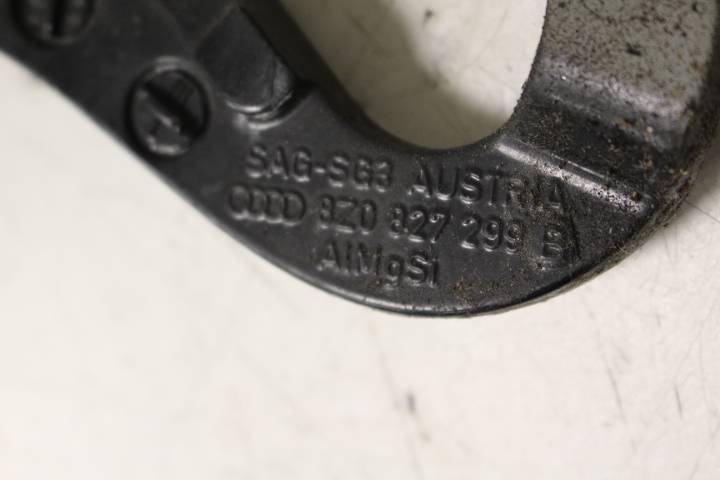 SAG-SG3 AUSTRIA
8Z0 827 299 B
AlMgSi